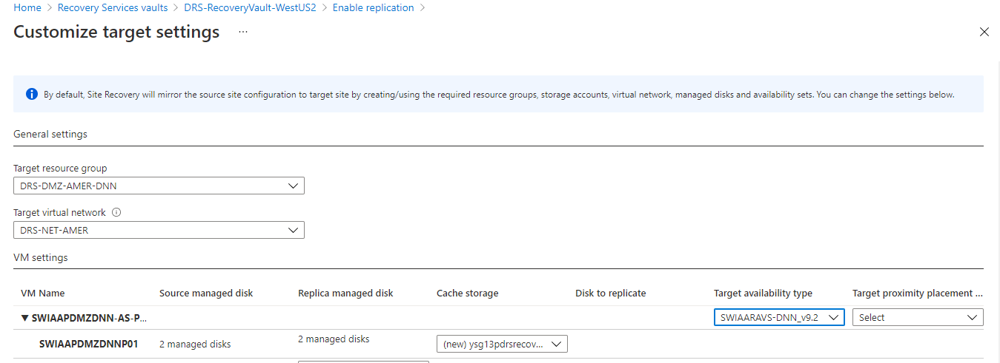 Home > Recovery Services vaults > DRS-RecoveryVault-WestUS2 > Enable replication >
Customize target settings ...
By default, Site Recovery will mirror the source site configuration to target site by creating/using the required resource groups, storage accounts, virtual network, managed disks and availability sets. You can change the settings below.
General settings
Target resource group
DRS-DMZ-AMER-DNN
Target virtual network
DRS-NET-AMER
VM settings
VM Name Source managed disk Replica managed disk Cache storage Disk to replicate Target availability type Target proximity placement ...
SWIAAPDMZDNN-AS-P... SWIAARAVS-DNN_v9.2 Select
SWIAAPDMZDNNP01 2 managed disks 2 managed disks (new) ysg13pdrsrecov...